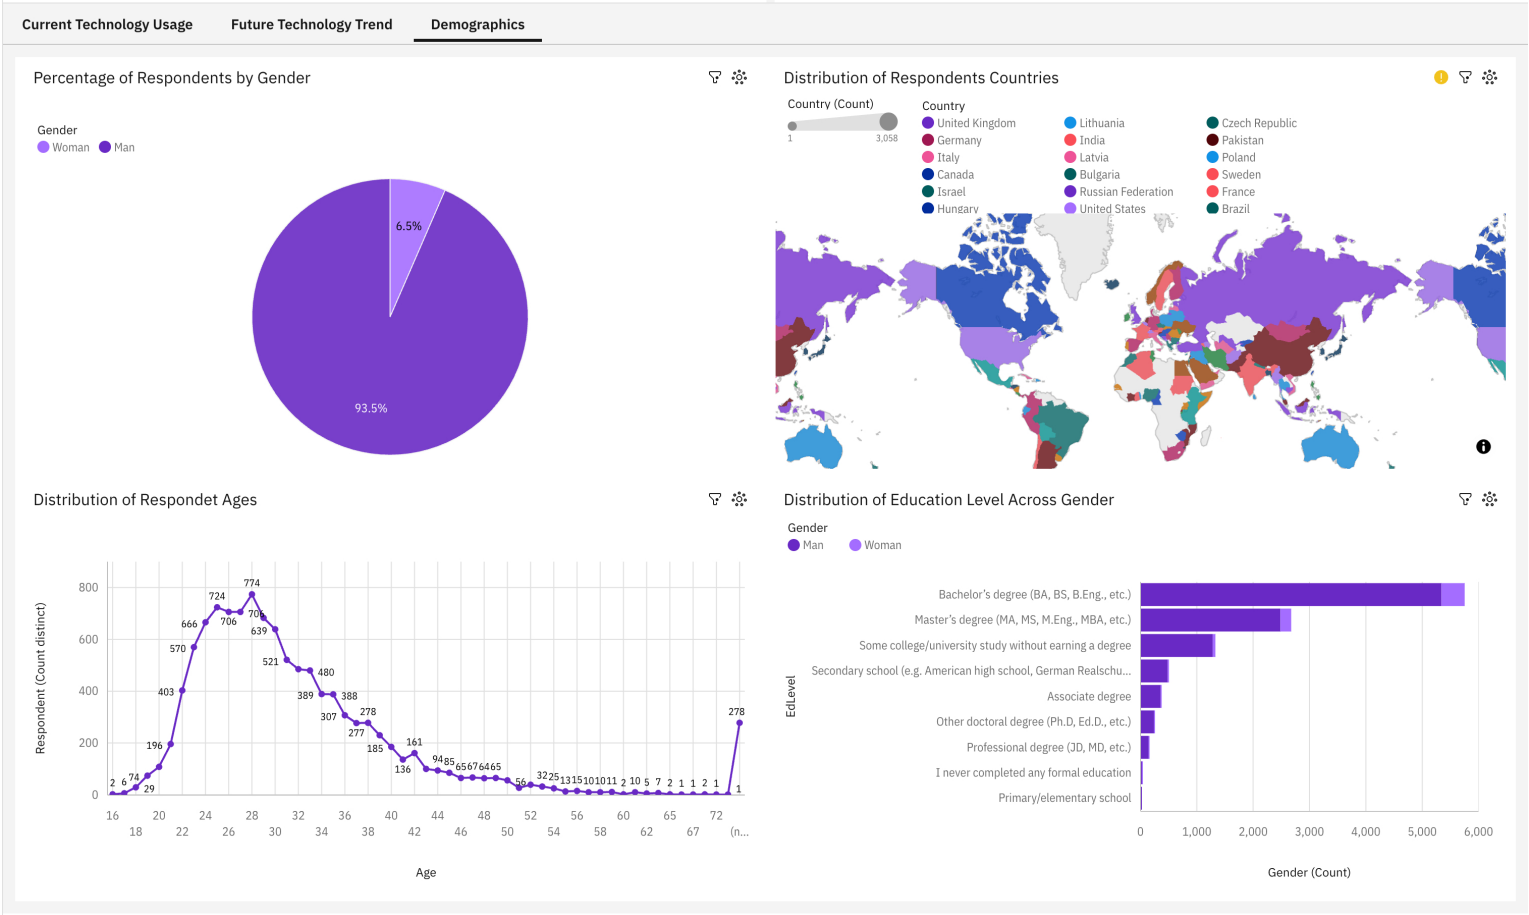 Current Technology Usage Future Technology Trend Demographics
Percentage of Respondents by Gender
Gender
Woman Man
6.5%
93.5%
Distribution of Respondents Countries
Country (Count)
1 3,058
Country
United Kingdom Lithuania Czech Republic
Germany India Pakistan
Italy Latvia Poland
Canada Bulgaria Sweden
Israel Russian Federation France
Hungary United States Brazil
Distribution of Respondet Ages
Respondent (Count distinct)
800
600
400
200
0
2 6 74 29 196 403 570 666 724 706 774 706 639 521 480 389 388 307 278 277 185 136 161 94 85 65 67 64 65 56 32 25 13 15 10 10 11 2 10 5 7 2 1 1 2 1 1 278
16 20 24 28 32 36 40 44 48 52 56 60 65 72
18 22 26 30 34 38 42 46 50 54 58 62 67 (n...
Age
Distribution of Education Level Across Gender
Gender
Man Woman
EdLevel
Bachelor’s degree (BA, BS, B.Eng., etc.)
Master’s degree (MA, MS, M.Eng., MBA, etc.)
Some college/university study without earning a degree
Secondary school (e.g. American high school, German Realschu...
Associate degree
Other doctoral degree (Ph.D, Ed.D., etc.)
Professional degree (JD, MD, etc.)
I never completed any formal education
Primary/elementary school
0 1,000 2,000 3,000 4,000 5,000 6,000
Gender (Count)